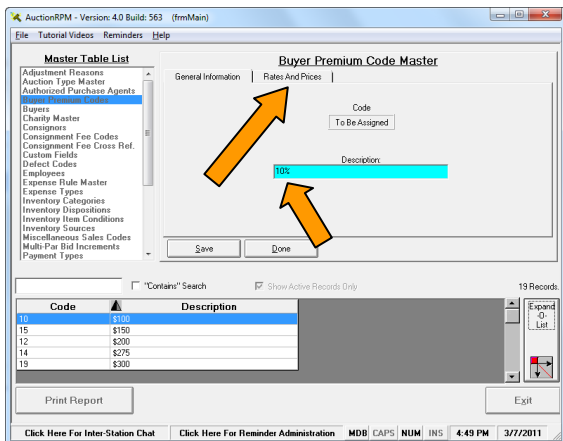 AuctionRPM - Version: 4.0 Build: 563 (frmMain)
File Tutorial Videos Reminders Help
Master Table List
Adjustment Reasons
Auction Type Master
Authorized Purchase Agents
Buyer Premium Codes
Buyers
Charity Master
Consignors
Consignment Fee Codes
Consignment Fee Cross Ref.
Custom Fields
Defect Codes
Employees
Expense Rule Master
Expense Types
Inventory Categories
Inventory Dispositions
Inventory Item Conditions
Inventory Sources
Miscellaneous Sales Codes
Multi-Par Bid Increments
Payment Types
Buyer Premium Code Master
General Information Rates And Prices
Code
To Be Assigned
Description:
10%
Save Done
"Contains" Search Show Active Records Only 19 Records.
Code Description
10 $100
15 $150
12 $200
14 $275
19 $300
Expand
-O-
List
Print Report Exit
Click Here For Inter-Station Chat Click Here For Reminder Administration MDB CAPS NUM INS 4:49 PM 3/7/2011